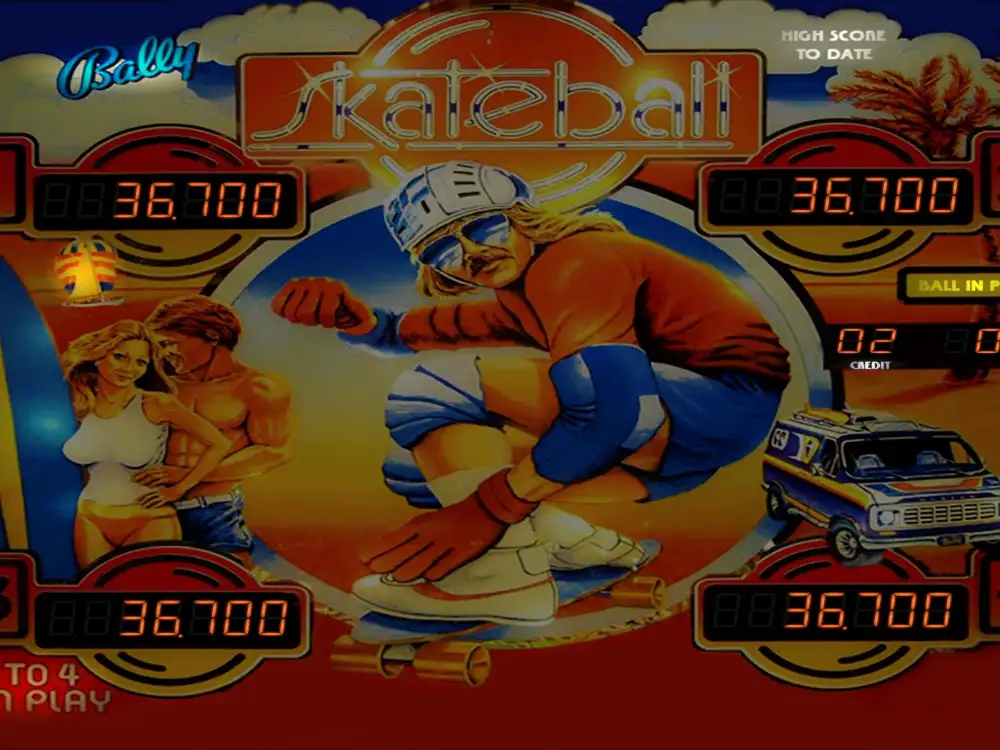 Bally
skateball
HIGH SCORE
TO DATE
36.700
36.700
BALL IN P
02 0
CREDIT
36.700
36.700
TO 4
N PLAY